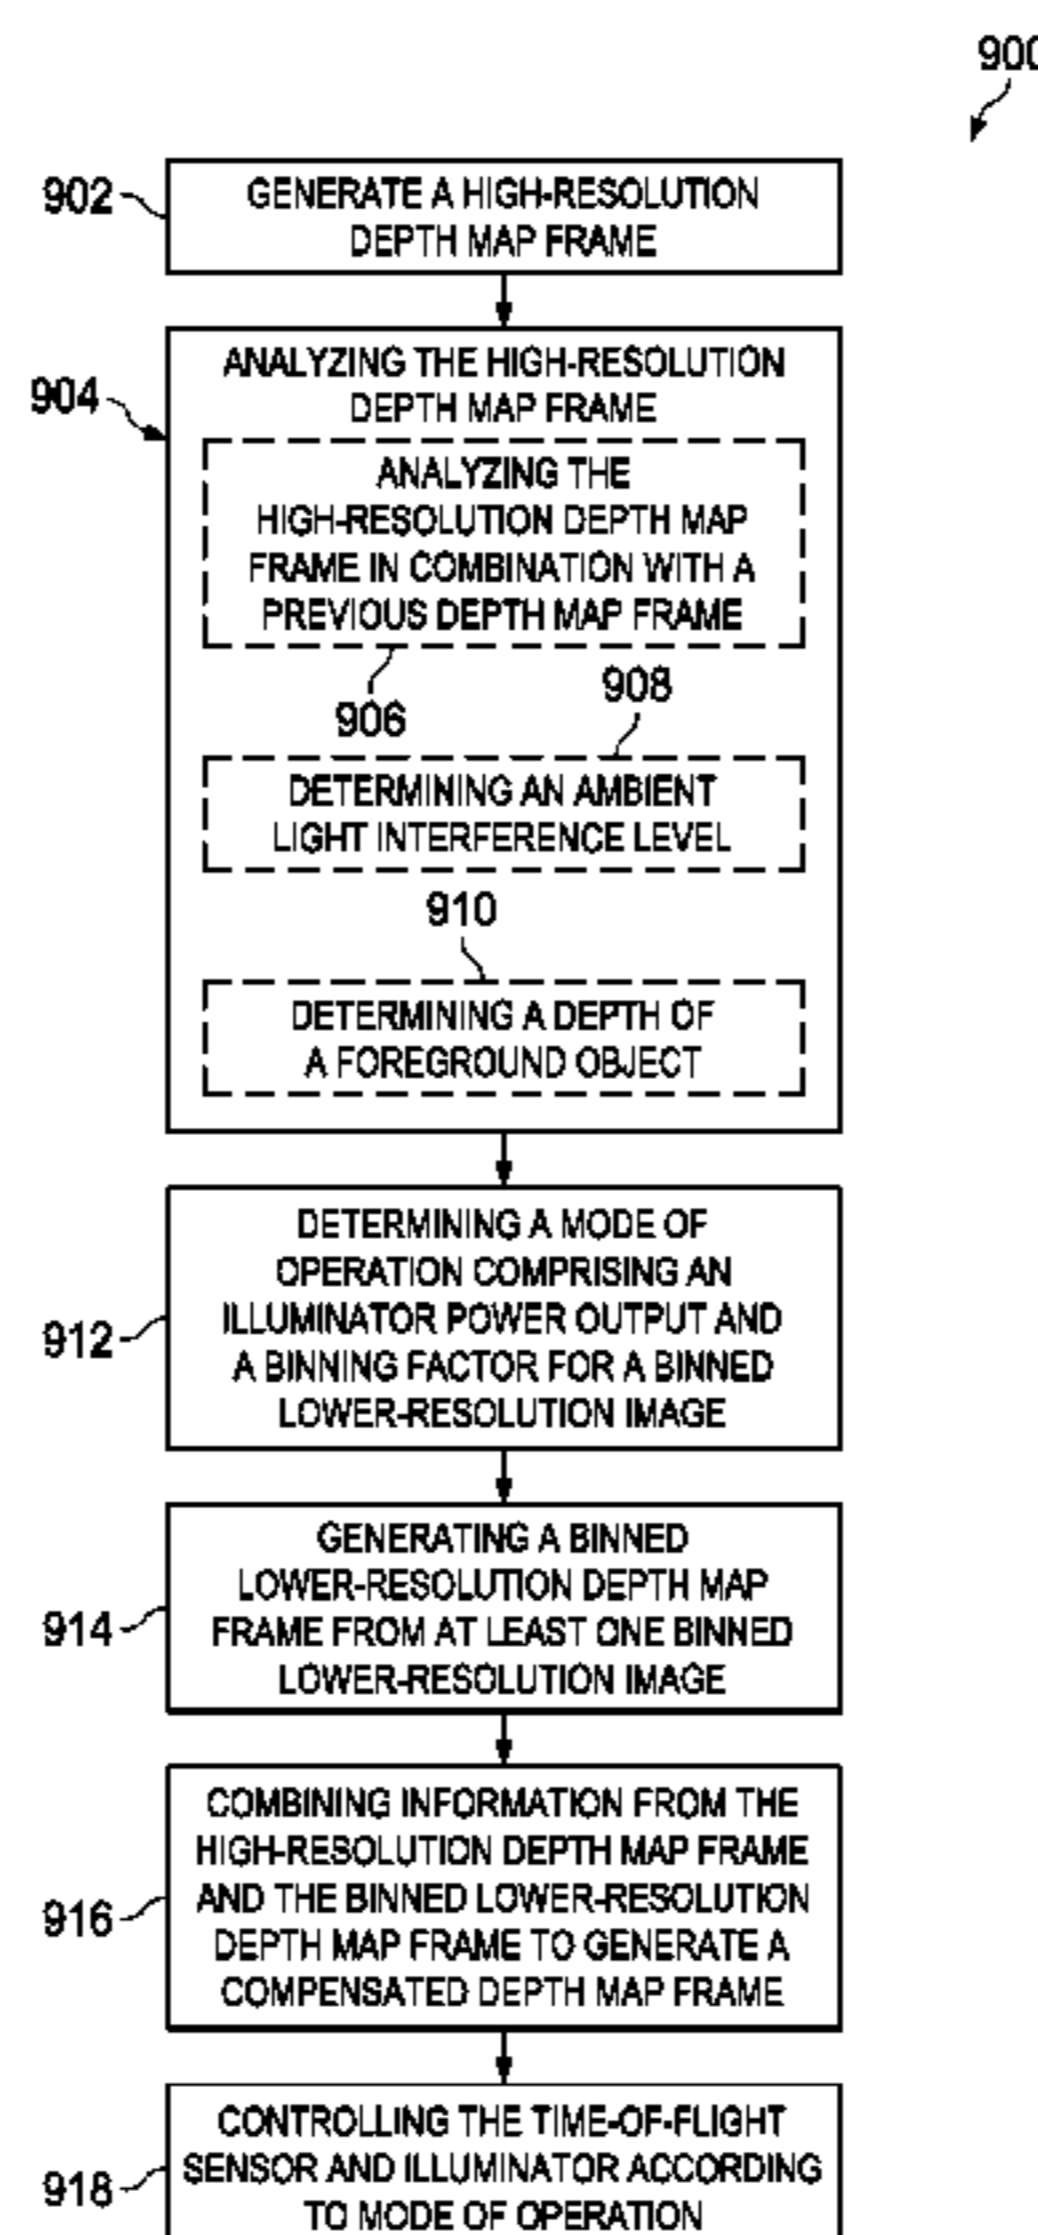 900
902
GENERATE A HIGH-RESOLUTION
DEPTH MAP FRAME
904
ANALYZING THE HIGH-RESOLUTION
DEPTH MAP FRAME
ANALYZING THE
HIGH-RESOLUTION DEPTH MAP
FRAME IN COMBINATION WITH A
PREVIOUS DEPTH MAP FRAME
906
908
DETERMINING AN AMBIENT
LIGHT INTERFERENCE LEVEL
910
DETERMINING A DEPTH OF
A FOREGROUND OBJECT
912
DETERMINING A MODE OF
OPERATION COMPRISING AN
ILLUMINATOR POWER OUTPUT AND
A BINNING FACTOR FOR A BINNED
LOWER-RESOLUTION IMAGE
914
GENERATING A BINNED
LOWER-RESOLUTION DEPTH MAP
FRAME FROM AT LEAST ONE BINNED
LOWER-RESOLUTION IMAGE
916
COMBINING INFORMATION FROM THE
HIGH-RESOLUTION DEPTH MAP FRAME
AND THE BINNED LOWER-RESOLUTION
DEPTH MAP FRAME TO GENERATE A
COMPENSATED DEPTH MAP FRAME
918
CONTROLLING THE TIME-OF-FLIGHT
SENSOR AND ILLUMINATOR ACCORDING
TO MODE OF OPERATION